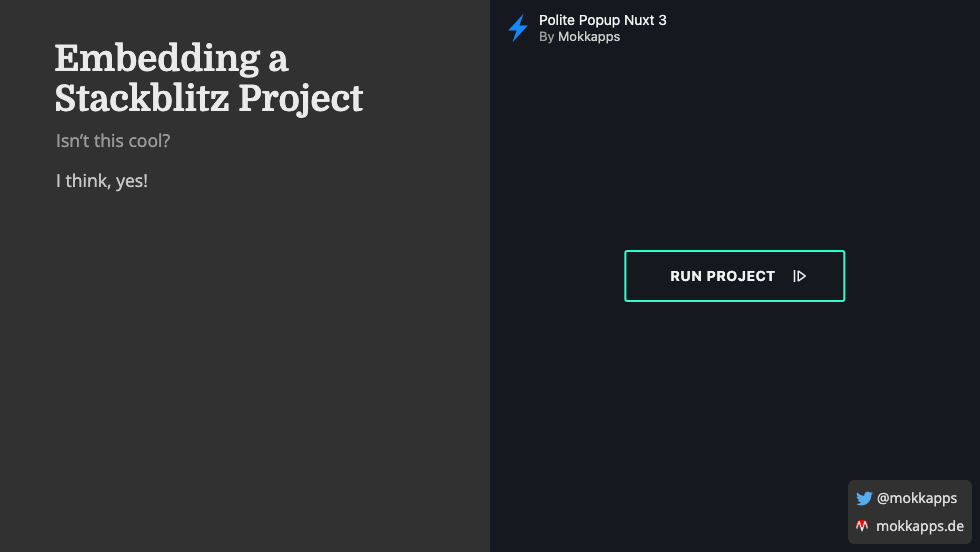 Embedding a
Stackblitz Project
Isn’t this cool?
I think, yes!
Polite Popup Nuxt 3
By Mokkapps
RUN PROJECT
@mokkapps
mokkapps.de